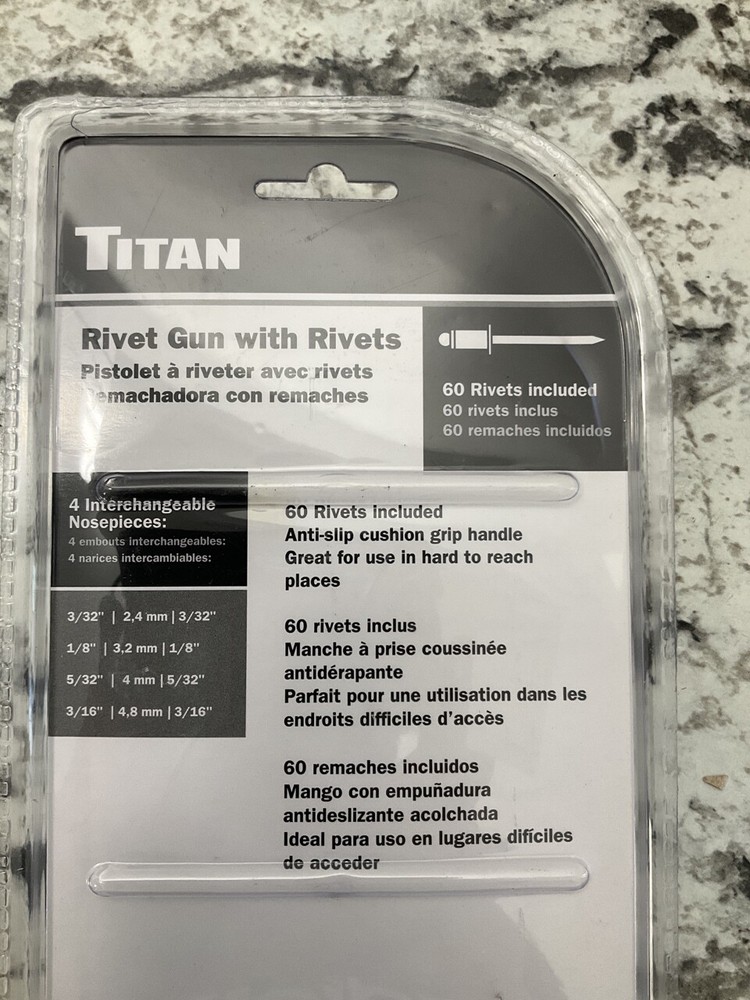 TITAN
Rivet Gun with Rivets
Pistolet à riveter avec rivets
emachadora con remaches
60 Rivets included
60 rivets inclus
60 remaches incluidos
4 Interchangeable
Nosepieces:
4 embouts interchangeables:
4 narices intercambiables:
3/32" | 2,4 mm | 3/32"
1/8" | 3,2 mm | 1/8"
5/32" | 4 mm | 5/32"
3/16" | 4,8 mm | 3/16"
60 Rivets included
Anti-slip cushion grip handle
Great for use in hard to reach
places
60 rivets inclus
Manche à prise coussinée
antidérapante
Parfait pour une utilisation dans les
endroits difficiles d’accès
60 remaches incluidos
Mango con empuñadura
antideslizante acolchada
Ideal para uso en lugares difíciles
de acceder